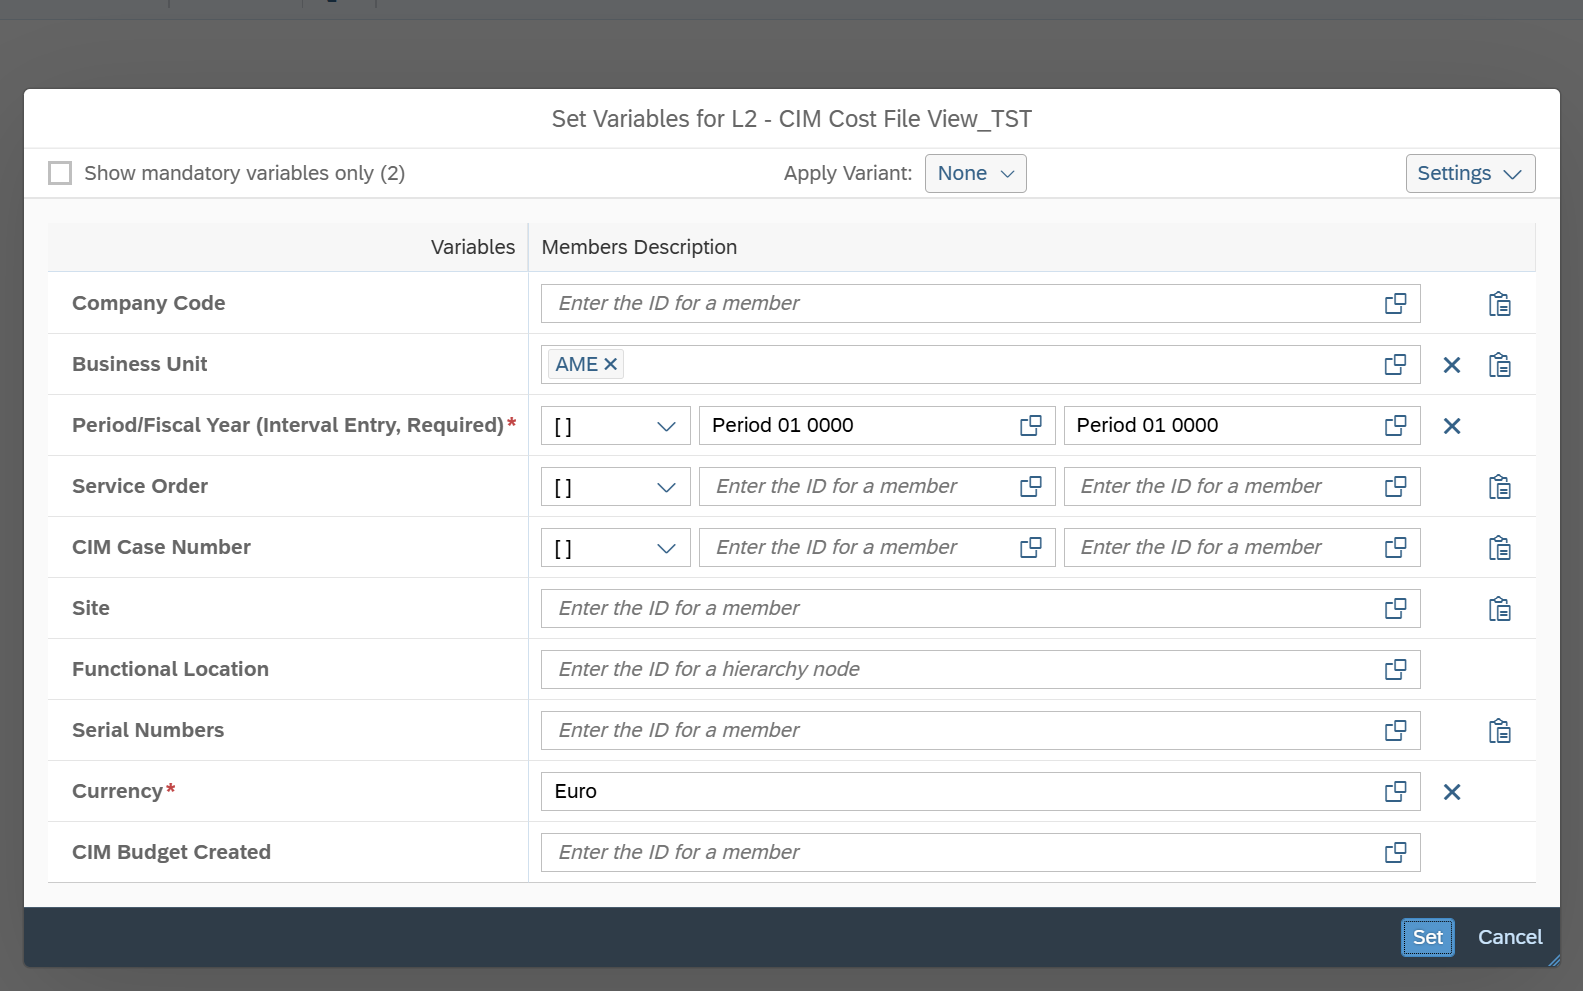 Set Variables for L2 - CIM Cost File View_TST
Show mandatory variables only (2)
Apply Variant: None
Settings
Variables Members Description
Company Code Enter the ID for a member
Business Unit AME
Period/Fiscal Year (Interval Entry, Required)* [ ] Period 01 0000 Period 01 0000
Service Order [ ] Enter the ID for a member Enter the ID for a member
CIM Case Number [ ] Enter the ID for a member Enter the ID for a member
Site Enter the ID for a member
Functional Location Enter the ID for a hierarchy node
Serial Numbers Enter the ID for a member
Currency* Euro
CIM Budget Created Enter the ID for a member
Set Cancel